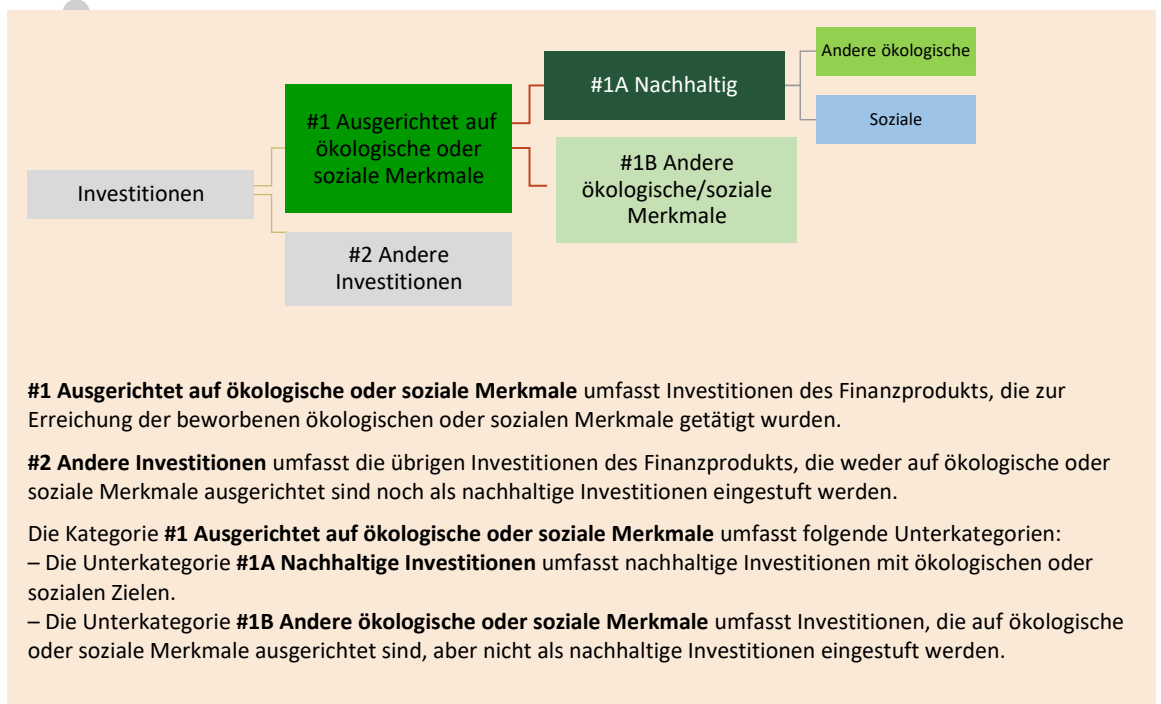 Andere ökologische
#1A Nachhaltig
Soziale
#1 Ausgerichtet auf
ökologische oder
soziale Merkmale
#1B Andere
ökologische/soziale
Merkmale
Investitionen
#2 Andere
Investitionen
#1 Ausgerichtet auf ökologische oder soziale Merkmale umfasst Investitionen des Finanzprodukts, die zur
Erreichung der beworbenen ökologischen oder sozialen Merkmale getätigt wurden.
#2 Andere Investitionen umfasst die übrigen Investitionen des Finanzprodukts, die weder auf ökologische oder
soziale Merkmale ausgerichtet sind noch als nachhaltige Investitionen eingestuft werden.
Die Kategorie #1 Ausgerichtet auf ökologische oder soziale Merkmale umfasst folgende Unterkategorien:
– Die Unterkategorie #1A Nachhaltige Investitionen umfasst nachhaltige Investitionen mit ökologischen oder
sozialen Zielen.
– Die Unterkategorie #1B Andere ökologische oder soziale Merkmale umfasst Investitionen, die auf ökologische
oder soziale Merkmale ausgerichtet sind, aber nicht als nachhaltige Investitionen eingestuft werden.